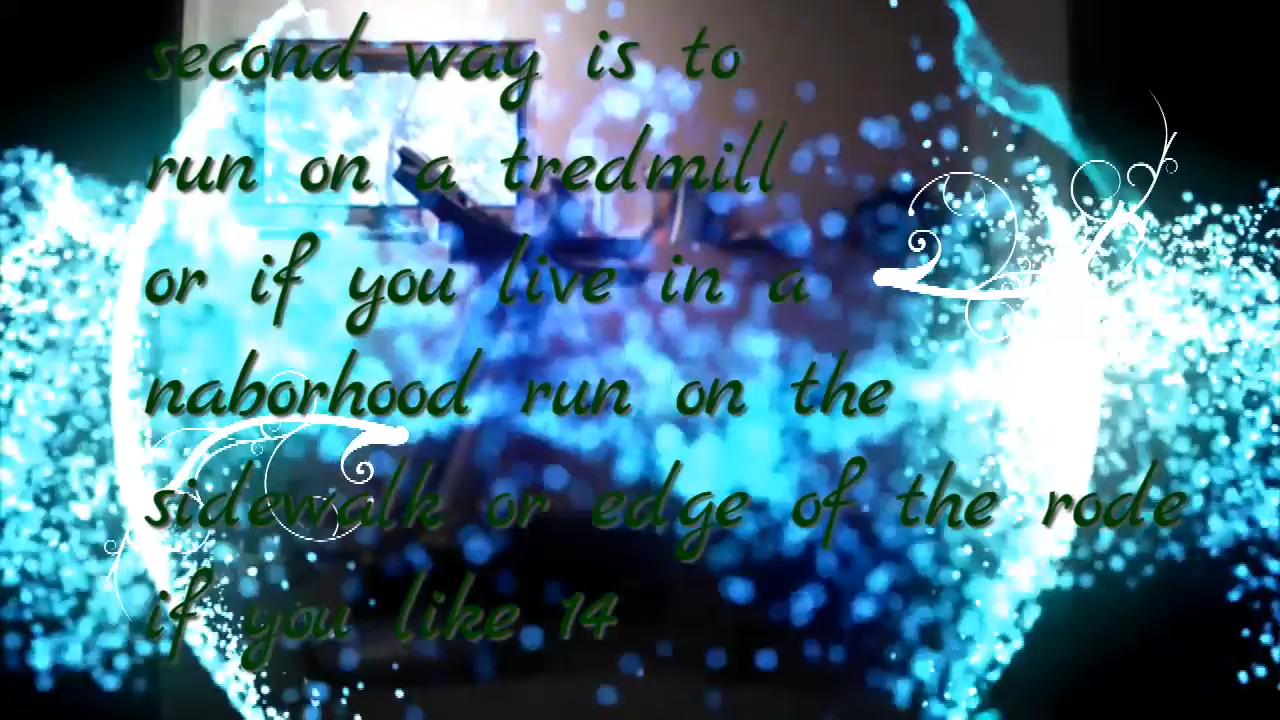 second way is to
run on a tredmill
or if you live in a
naborhood run on the
sidewalk or edge of the rode
if you like 14